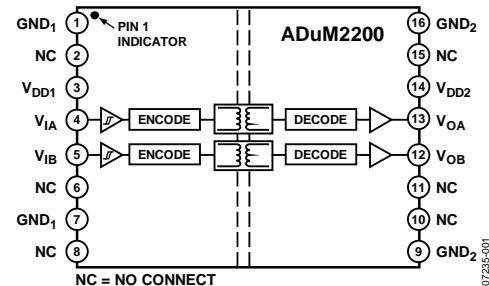 GND1 1 PIN 1 INDICATOR ADuM2200 16 GND2
NC 2 15 NC
VDD1 3 14 VDD2
VIA 4 ENCODE DECODE 13 VOA
VIB 5 ENCODE DECODE 12 VOB
NC 6 11 NC
GND1 7 10 NC
NC 8 9 GND2
NC = NO CONNECT
07235-001